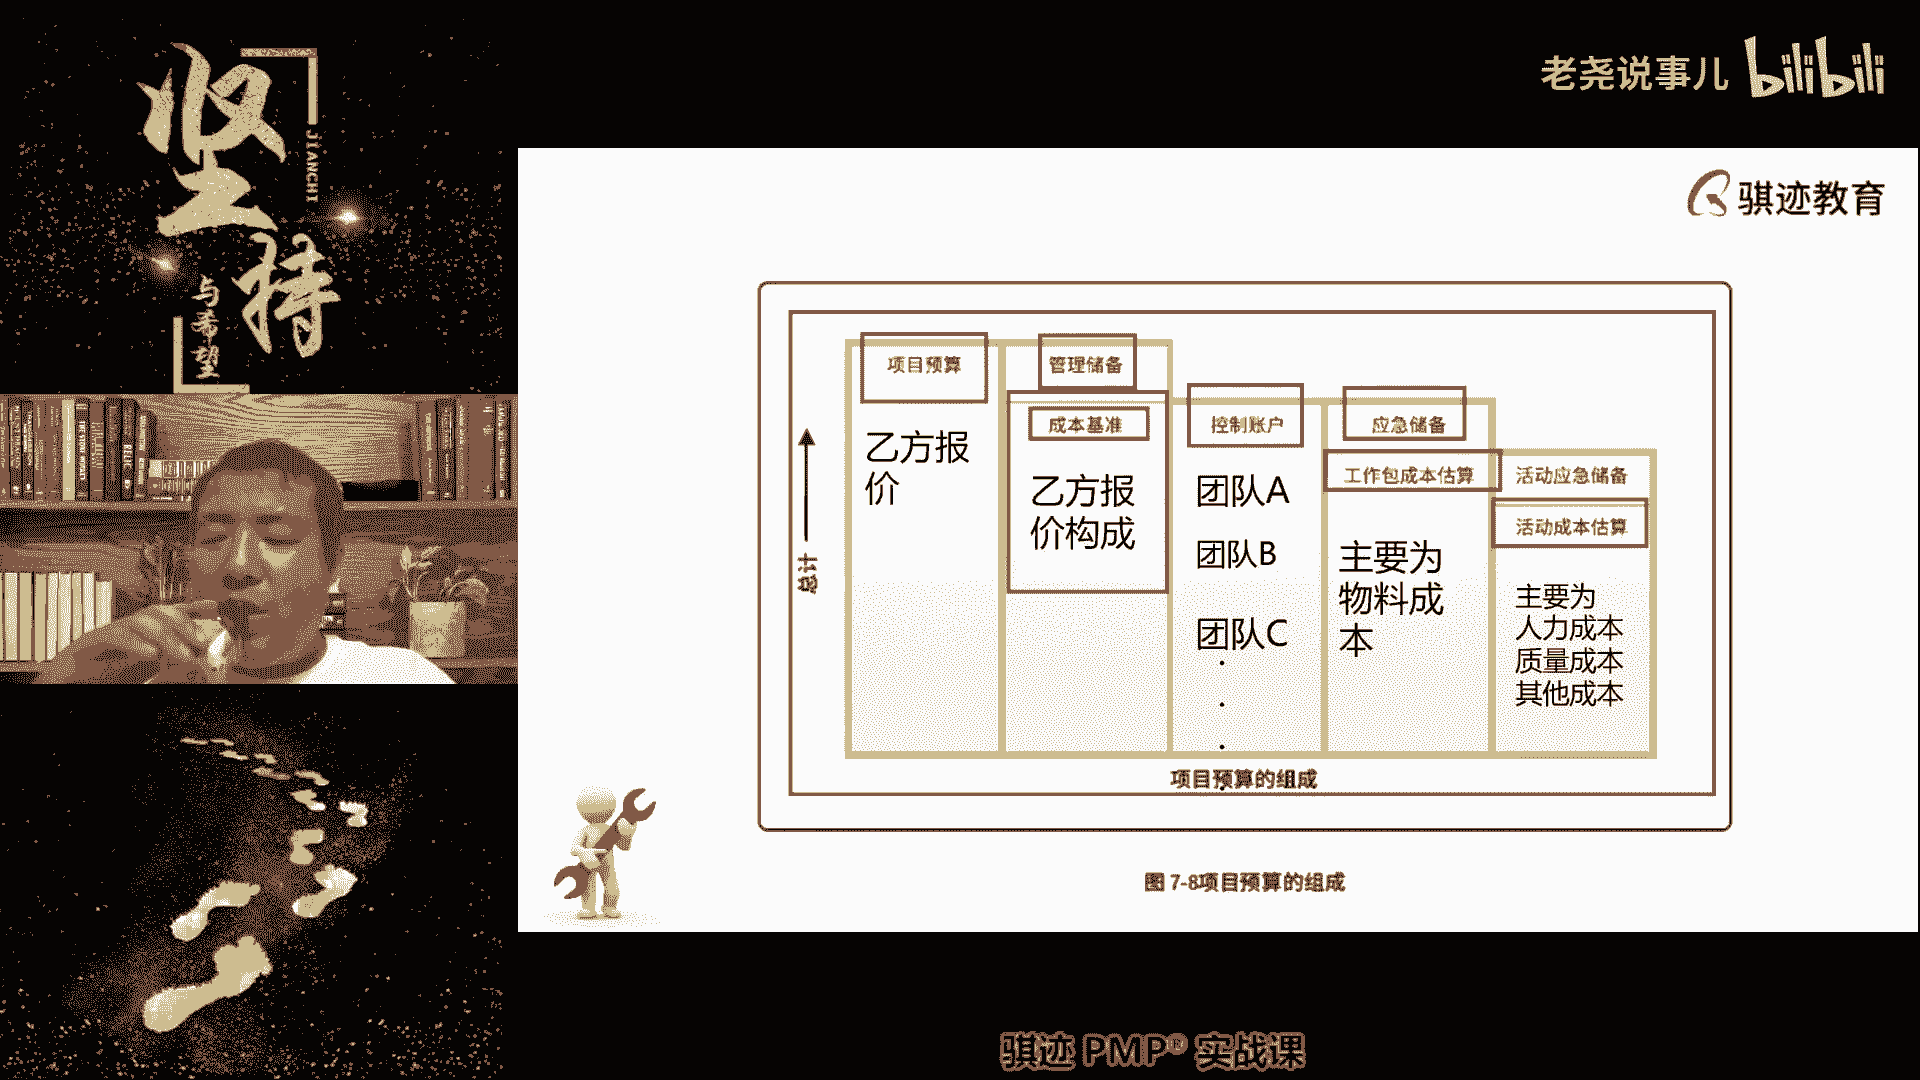 坚持
JIANCHI
与希望
老尧说事儿 bilibili
骐迹教育
项目预算
管理储备
成本基准
控制账户
应急储备
工作包成本估算
活动应急储备
活动成本估算
乙方报
价
乙方报
价构成
团队A
团队B
团队C
主要为
物料成
本
主要为
人力成本
质量成本
其他成本
总计
项目预算的组成
图 7-8项目预算的组成
骐迹 PMP® 实战课